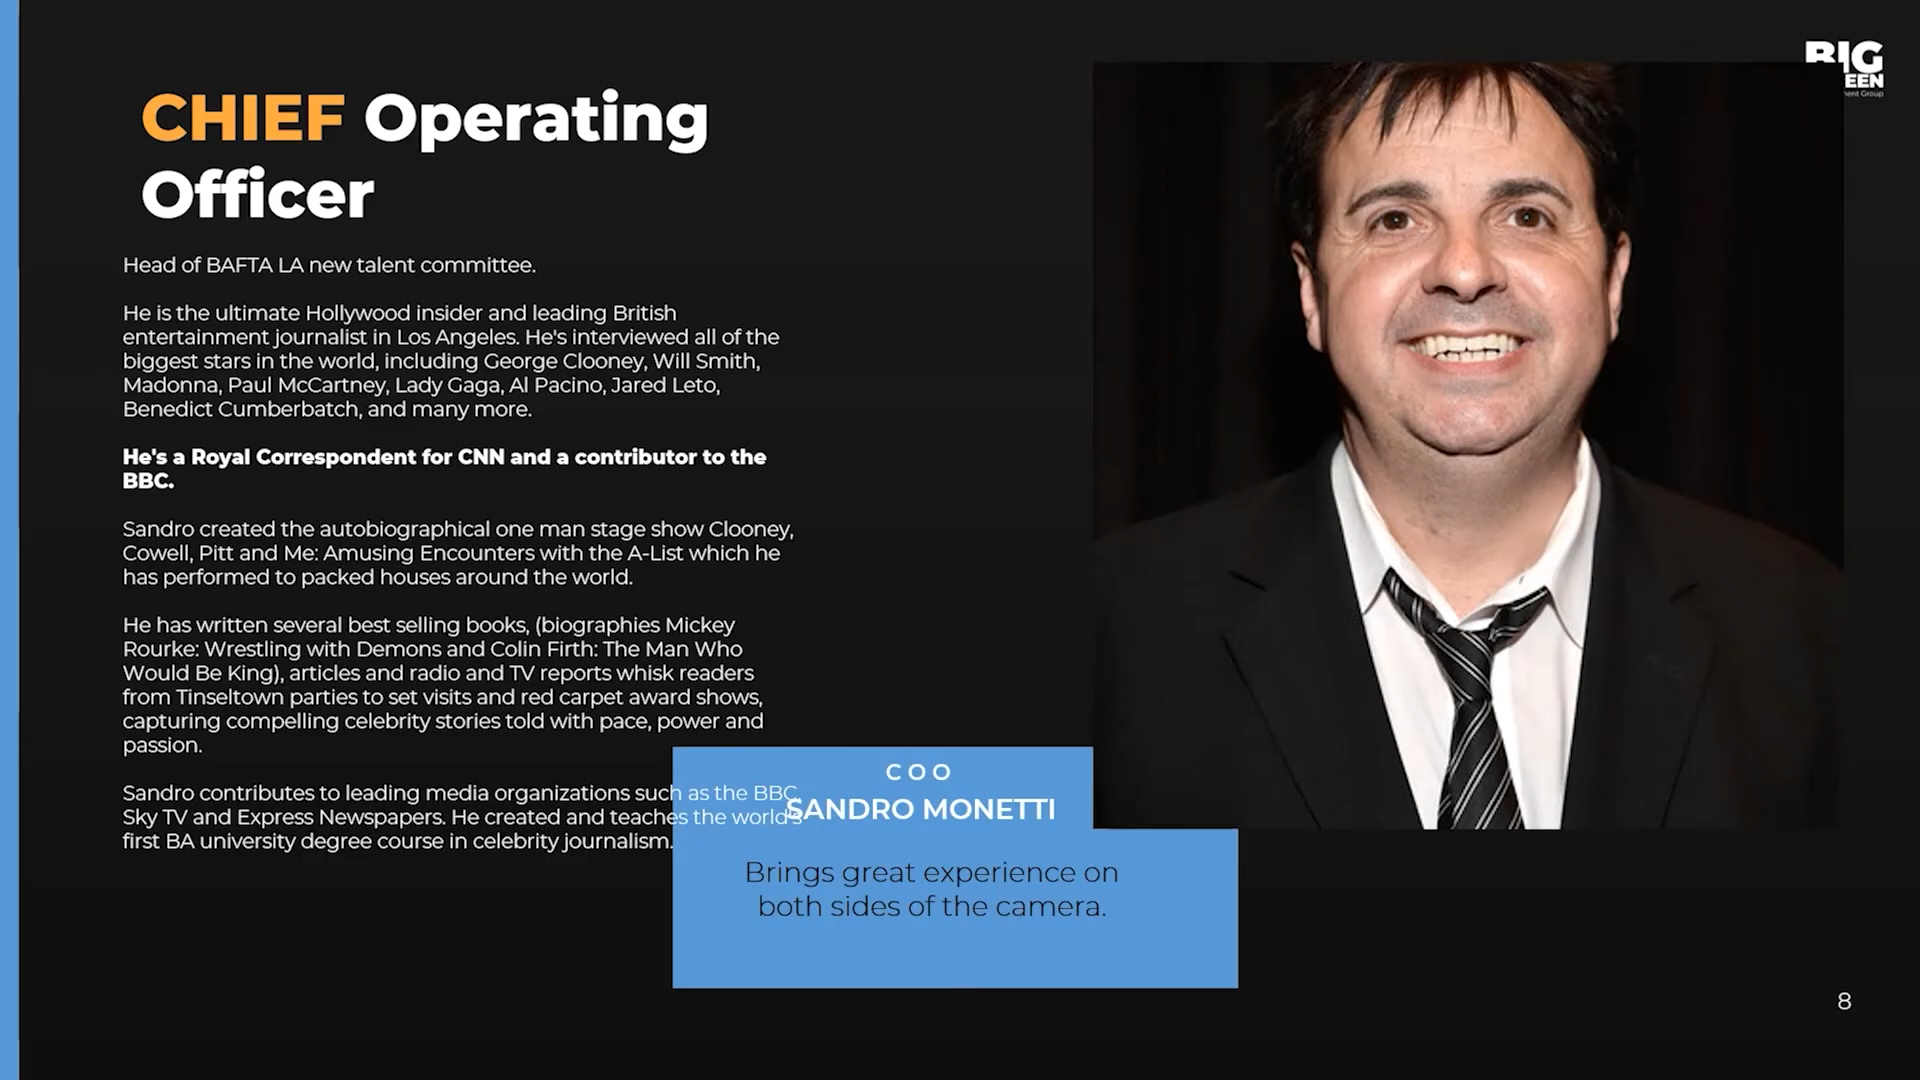 BIG
EEN
ment Group
CHIEF Operating
Officer
Head of BAFTA LA new talent committee.
He is the ultimate Hollywood insider and leading British
entertainment journalist in Los Angeles. He's interviewed all of the
biggest stars in the world, including George Clooney, Will Smith,
Madonna, Paul McCartney, Lady Gaga, Al Pacino, Jared Leto,
Benedict Cumberbatch, and many more.
He's a Royal Correspondent for CNN and a contributor to the
BBC.
Sandro created the autobiographical one man stage show Clooney,
Cowell, Pitt and Me: Amusing Encounters with the A-List which he
has performed to packed houses around the world.
He has written several best selling books, (biographies Mickey
Rourke: Wrestling with Demons and Colin Firth: The Man Who
Would Be King), articles and radio and TV reports whisk readers
from Tinseltown parties to set visits and red carpet award shows,
capturing compelling celebrity stories told with pace, power and
passion.
Sandro contributes to leading media organizations such as the BBC,
Sky TV and Express Newspapers. He created and teaches the world's
first BA university degree course in celebrity journalism.
COO
SANDRO MONETTI
Brings great experience on
both sides of the camera.
8